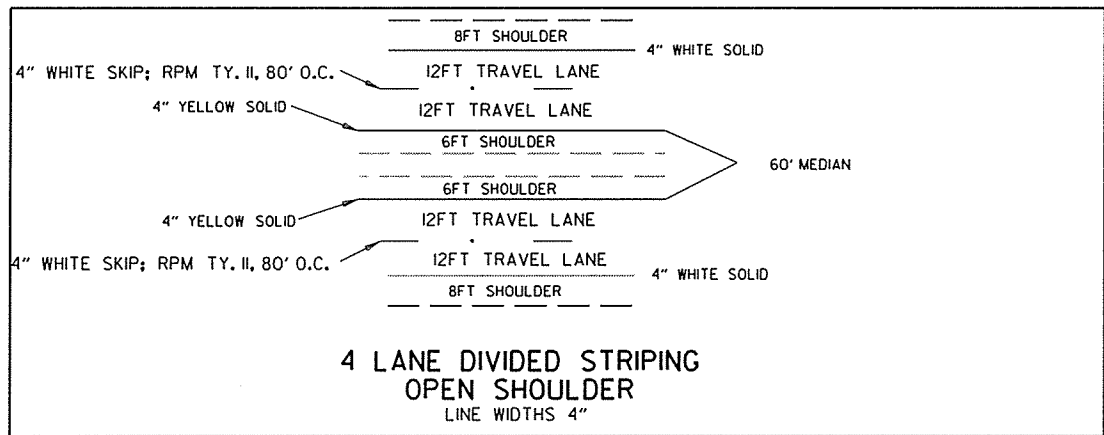 8FT SHOULDER
4" WHITE SOLID
4" WHITE SKIP; RPM TY. II, 80' O.C.
12FT TRAVEL LANE
4" YELLOW SOLID
12FT TRAVEL LANE
6FT SHOULDER
60' MEDIAN
6FT SHOULDER
4" YELLOW SOLID
12FT TRAVEL LANE
4" WHITE SKIP; RPM TY. II, 80' O.C.
12FT TRAVEL LANE
4" WHITE SOLID
8FT SHOULDER
4 LANE DIVIDED STRIPING
OPEN SHOULDER
LINE WIDTHS 4"